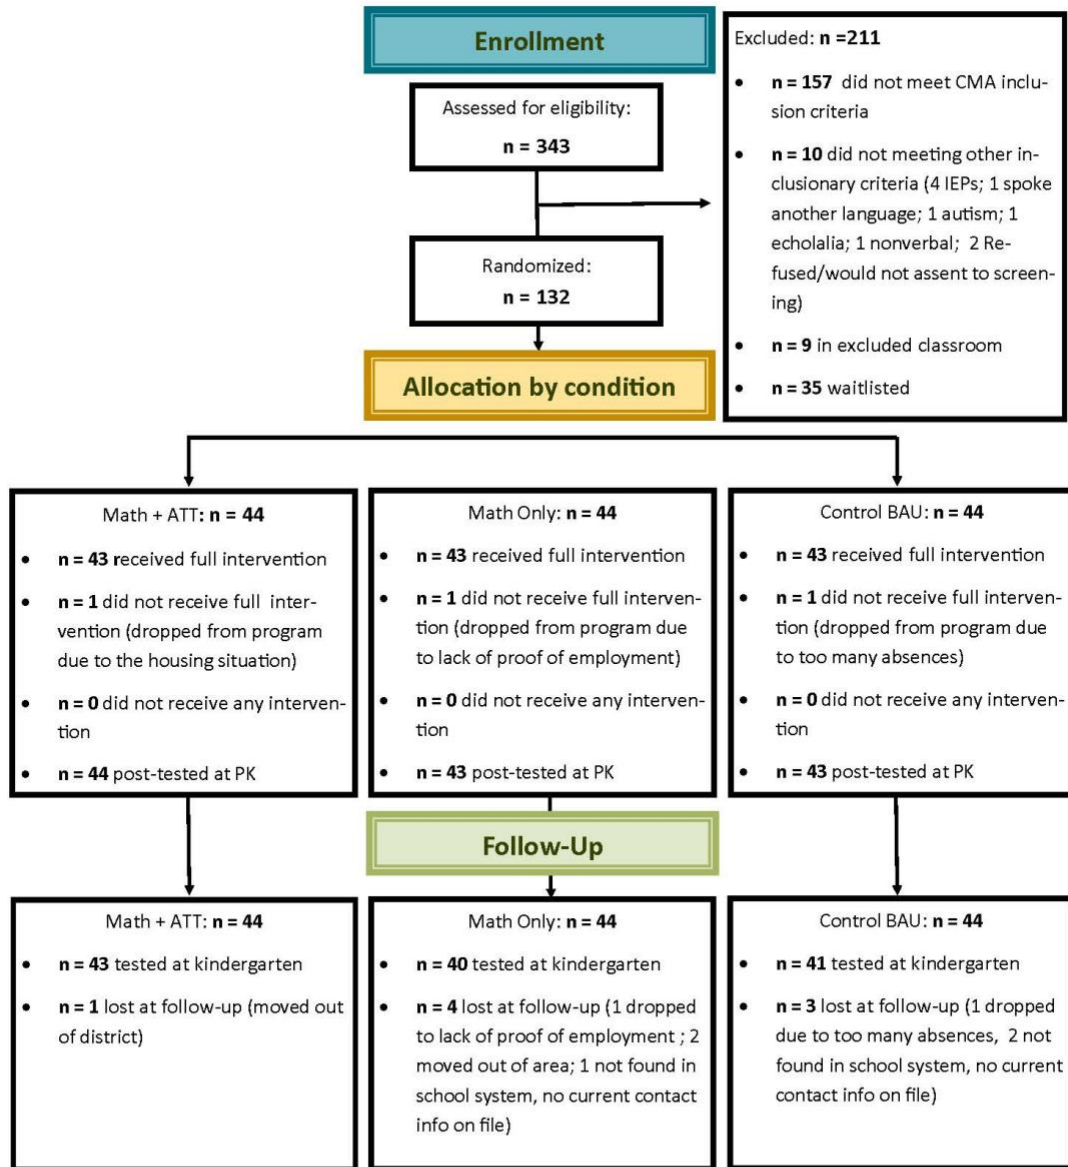 Enrollment
Assessed for eligibility:
n = 343
Excluded: n =211
• n = 157 did not meet CMA inclu-
sion criteria
• n = 10 did not meeting other in-
clusionary criteria (4 IEPs; 1 spoke
another language; 1 autism; 1
echolalia; 1 nonverbal; 2 Re-
fused/would not assent to screen-
ing)
• n = 9 in excluded classroom
• n = 35 waitlisted
Randomized:
n = 132
Allocation by condition
Math + ATT: n = 44
• n = 43 received full intervention
• n = 1 did not receive full inter-
vention (dropped from program
due to the housing situation)
• n = 0 did not receive any interven-
tion
• n = 44 post-tested at PK
Math Only: n = 44
• n = 43 received full intervention
• n = 1 did not receive full interven-
tion (dropped from program due
to lack of proof of employment)
• n = 0 did not receive any interven-
tion
• n = 43 post-tested at PK
Control BAU: n = 44
• n = 43 received full intervention
• n = 1 did not receive full interven-
tion (dropped from program due
to too many absences)
• n = 0 did not receive any interven-
tion
• n = 43 post-tested at PK
Follow-Up
Math + ATT: n = 44
• n = 43 tested at kindergarten
• n = 1 lost at follow-up (moved out
of district)
Math Only: n = 44
• n = 40 tested at kindergarten
• n = 4 lost at follow-up (1 dropped
to lack of proof of employment ; 2
moved out of area; 1 not found in
school system, no current contact
info on file)
Control BAU: n = 44
• n = 41 tested at kindergarten
• n = 3 lost at follow-up (1 dropped
due to too many absences, 2 not
found in school system, no current
contact info on file)